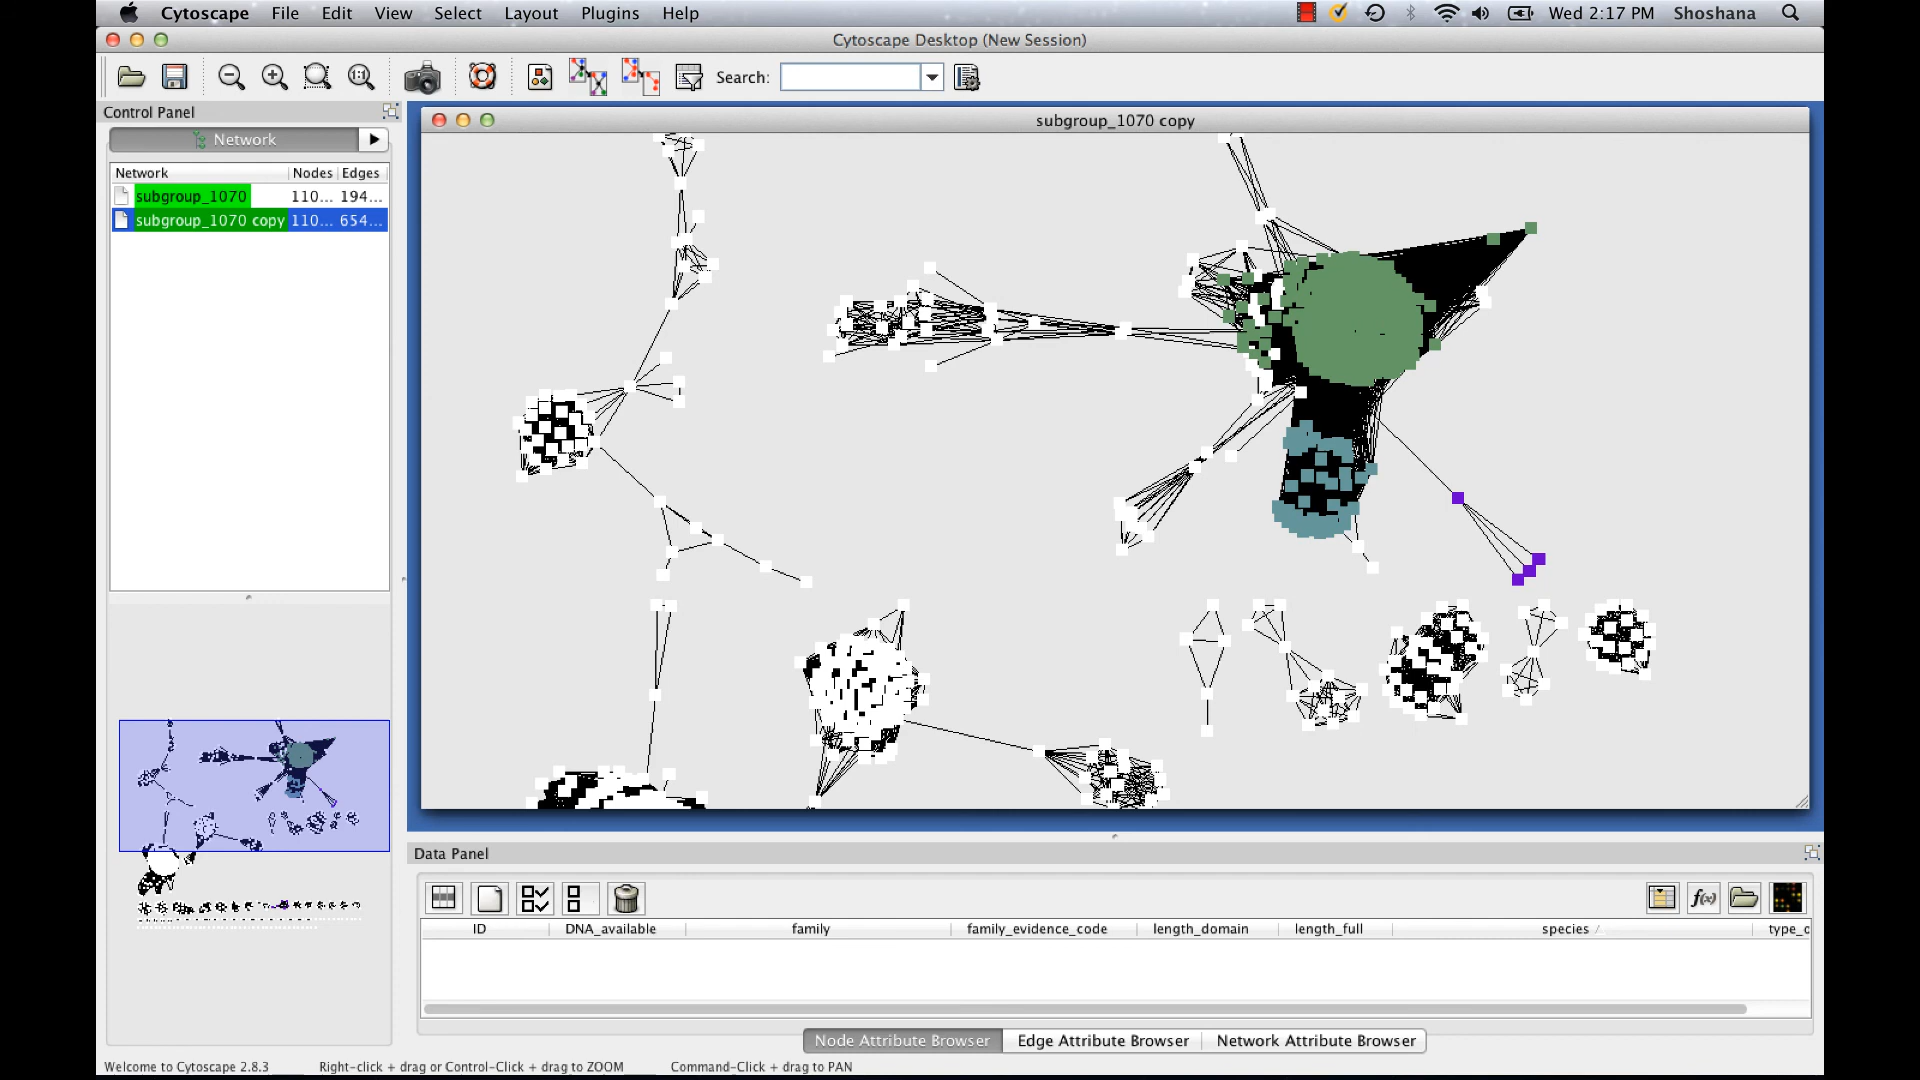 Cytoscape File Edit View Select Layout Plugins Help Wed 2:17 PM Shoshana
Cytoscape Desktop (New Session)
1:1 Search:
Control Panel
Network
Network Nodes Edges
subgroup_1070 110... 194...
subgroup_1070 copy 110... 654...
subgroup_1070 copy
Data Panel
f(x)
ID DNA_available family family_evidence_code length_domain length_full species type_c
Node Attribute Browser Edge Attribute Browser Network Attribute Browser
Welcome to Cytoscape 2.8.3 Right-click + drag or Control-Click + drag to ZOOM Command-Click + drag to PAN